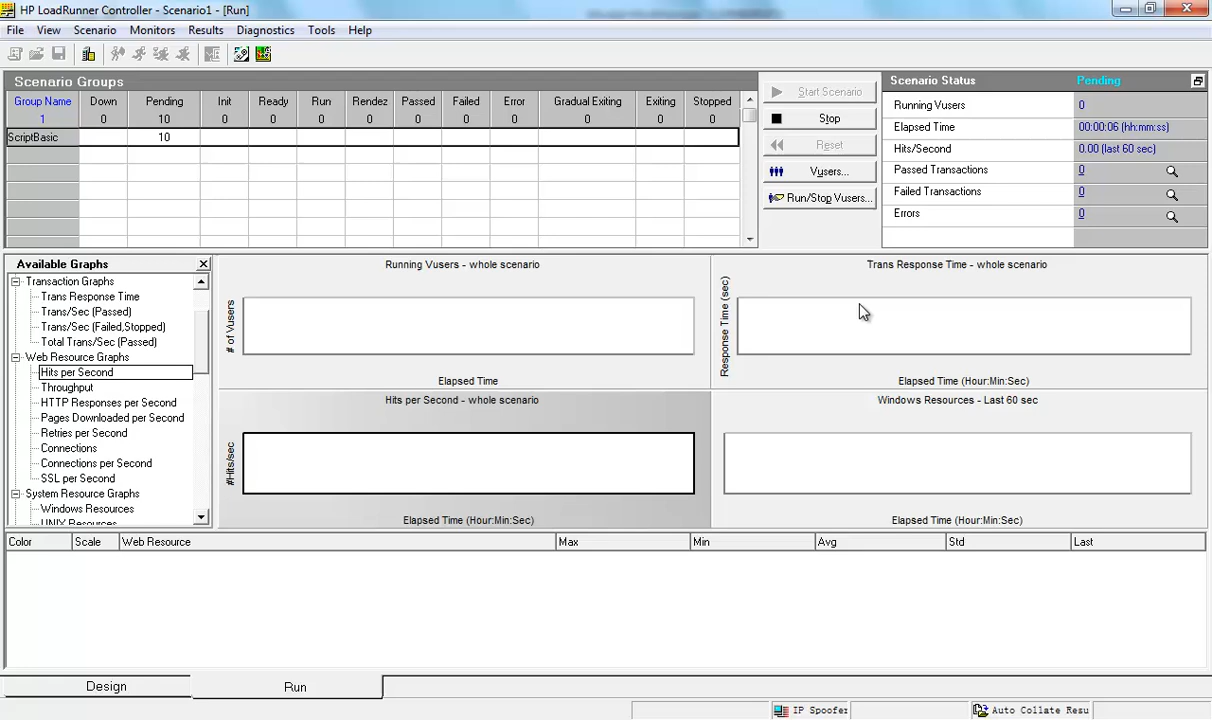 HP LoadRunner Controller - Scenario1 - [Run]
File View Scenario Monitors Results Diagnostics Tools Help
Scenario Groups
Group Name Down Pending Init Ready Run Rendez Passed Failed Error Gradual Exiting Exiting Stopped
1 0 10 0 0 0 0 0 0 0 0 0 0
ScriptBasic 10
Start Scenario
Stop
Reset
Vusers...
Run/Stop Vusers...
Scenario Status Pending
Running Vusers 0
Elapsed Time 00:00:06 (hh:mm:ss)
Hits/Second 0.00 (last 60 sec)
Passed Transactions 0
Failed Transactions 0
Errors 0
Available Graphs
Transaction Graphs
Trans Response Time
Trans/Sec (Passed)
Trans/Sec (Failed,Stopped)
Total Trans/Sec (Passed)
Web Resource Graphs
Hits per Second
Throughput
HTTP Responses per Second
Pages Downloaded per Second
Retries per Second
Connections
Connections per Second
SSL per Second
System Resource Graphs
Windows Resources
UNIX Resources
Running Vusers - whole scenario
# of Vusers
Elapsed Time
Trans Response Time - whole scenario
Response Time (sec)
Elapsed Time (Hour:Min:Sec)
Hits per Second - whole scenario
#Hits/sec
Elapsed Time (Hour:Min:Sec)
Windows Resources - Last 60 sec
Elapsed Time (Hour:Min:Sec)
Color Scale Web Resource Max Min Avg Std Last
Design Run
IP Spoofer Auto Collate Resu